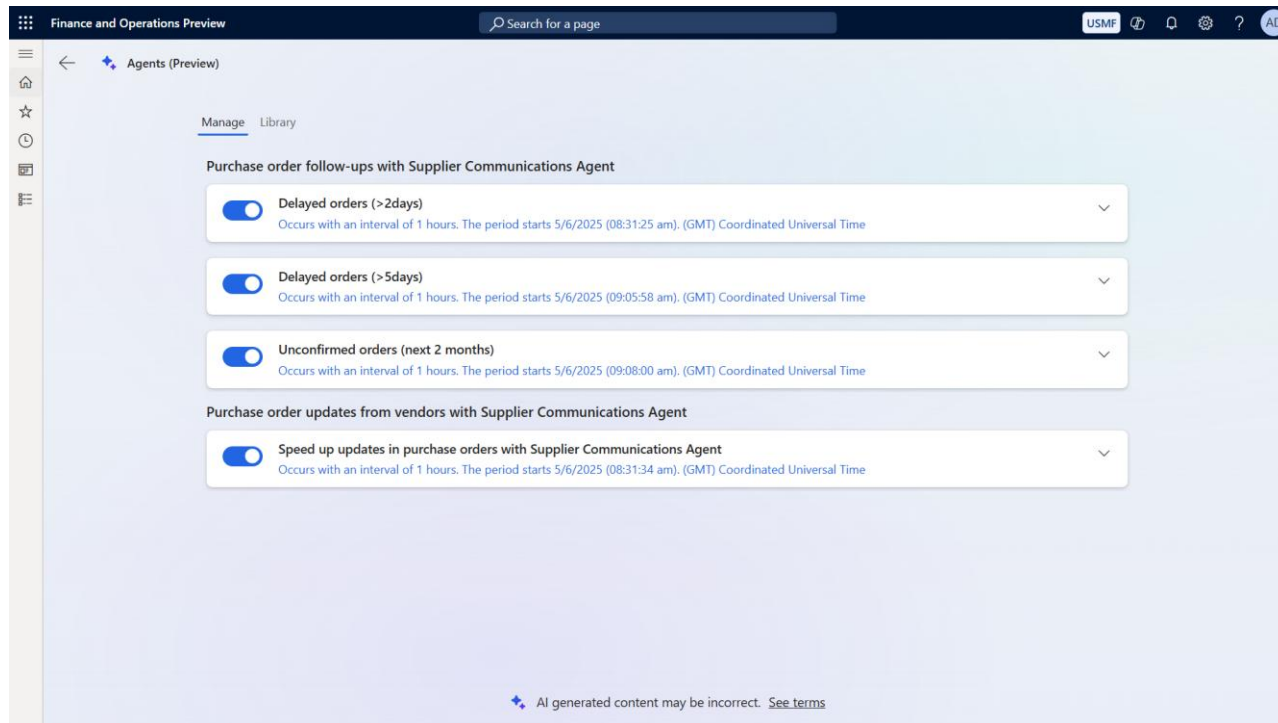 Finance and Operations Preview
Search for a page
USMF
?
AD
Agents (Preview)
Manage
Library
Purchase order follow-ups with Supplier Communications Agent
Delayed orders (>2days)
Occurs with an interval of 1 hours. The period starts 5/6/2025 (08:31:25 am). (GMT) Coordinated Universal Time
Delayed orders (>5days)
Occurs with an interval of 1 hours. The period starts 5/6/2025 (09:05:58 am). (GMT) Coordinated Universal Time
Unconfirmed orders (next 2 months)
Occurs with an interval of 1 hours. The period starts 5/6/2025 (09:08:00 am). (GMT) Coordinated Universal Time
Purchase order updates from vendors with Supplier Communications Agent
Speed up updates in purchase orders with Supplier Communications Agent
Occurs with an interval of 1 hours. The period starts 5/6/2025 (08:31:34 am). (GMT) Coordinated Universal Time
AI generated content may be incorrect. See terms